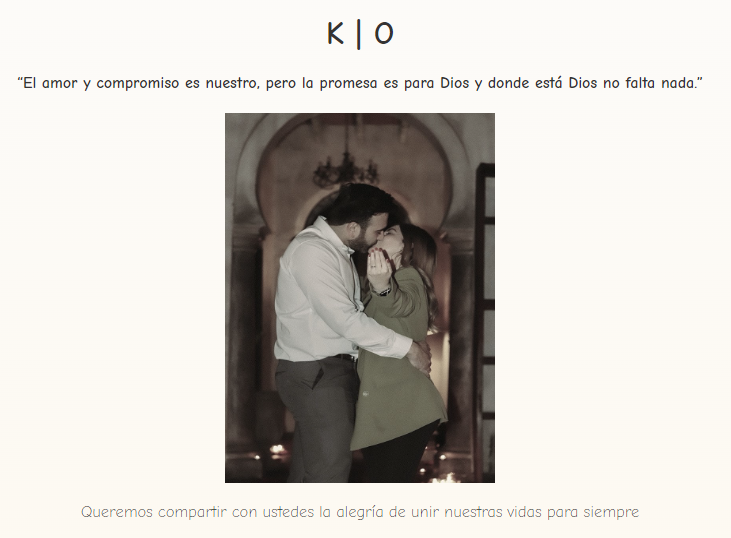 K | O
"El amor y compromiso es nuestro, pero la promesa es para Dios y donde está Dios no falta nada."
Queremos compartir con ustedes la alegría de unir nuestras vidas para siempre